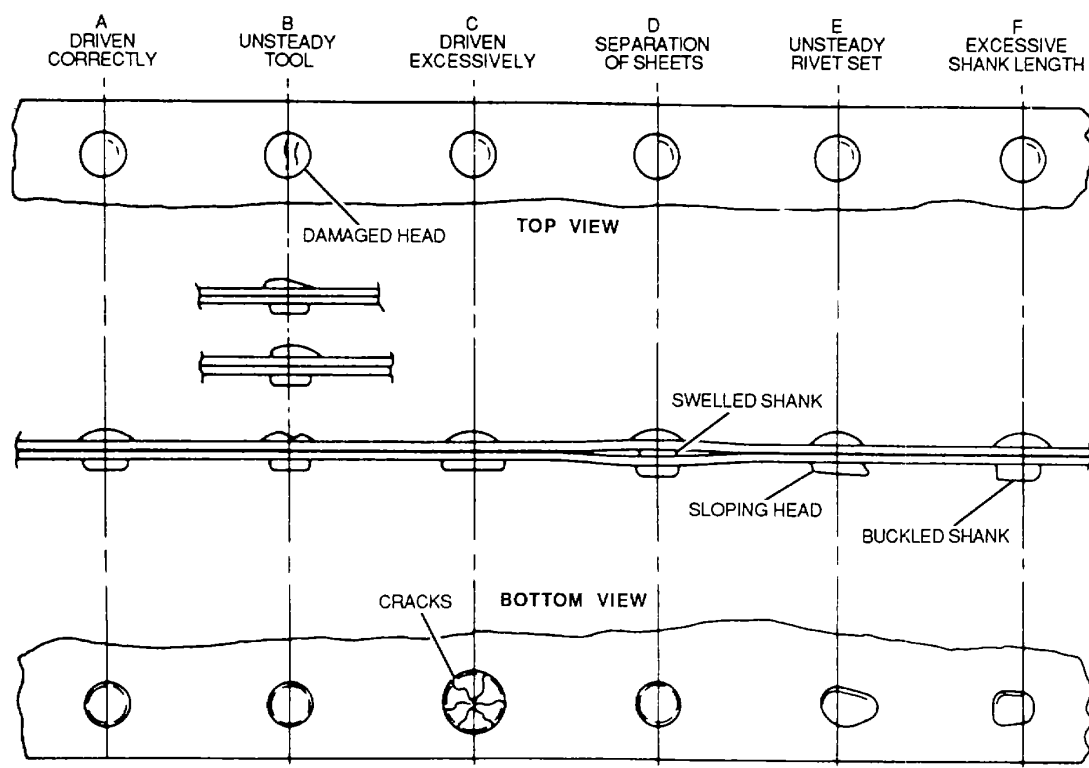 A
DRIVEN
CORRECTLY
B
UNSTEADY
TOOL
C
DRIVEN
EXCESSIVELY
D
SEPARATION
OF SHEETS
E
UNSTEADY
RIVET SET
F
EXCESSIVE
SHANK LENGTH
DAMAGED HEAD
TOP VIEW
SWELLED SHANK
SLOPING HEAD
BUCKLED SHANK
CRACKS
BOTTOM VIEW